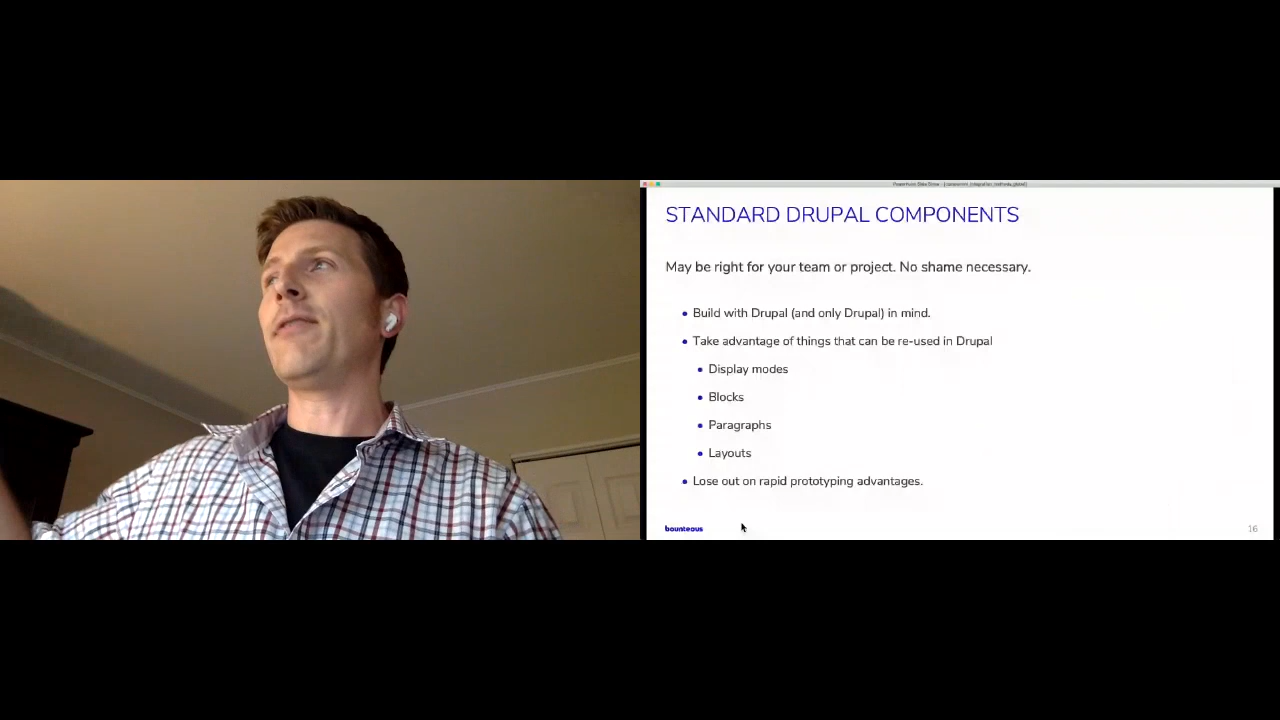 STANDARD DRUPAL COMPONENTS
May be right for your team or project. No shame necessary.
Build with Drupal (and only Drupal) in mind.
Take advantage of things that can be re-used in Drupal
Display modes
Blocks
Paragraphs
Layouts
Lose out on rapid prototyping advantages.
bounteous
16